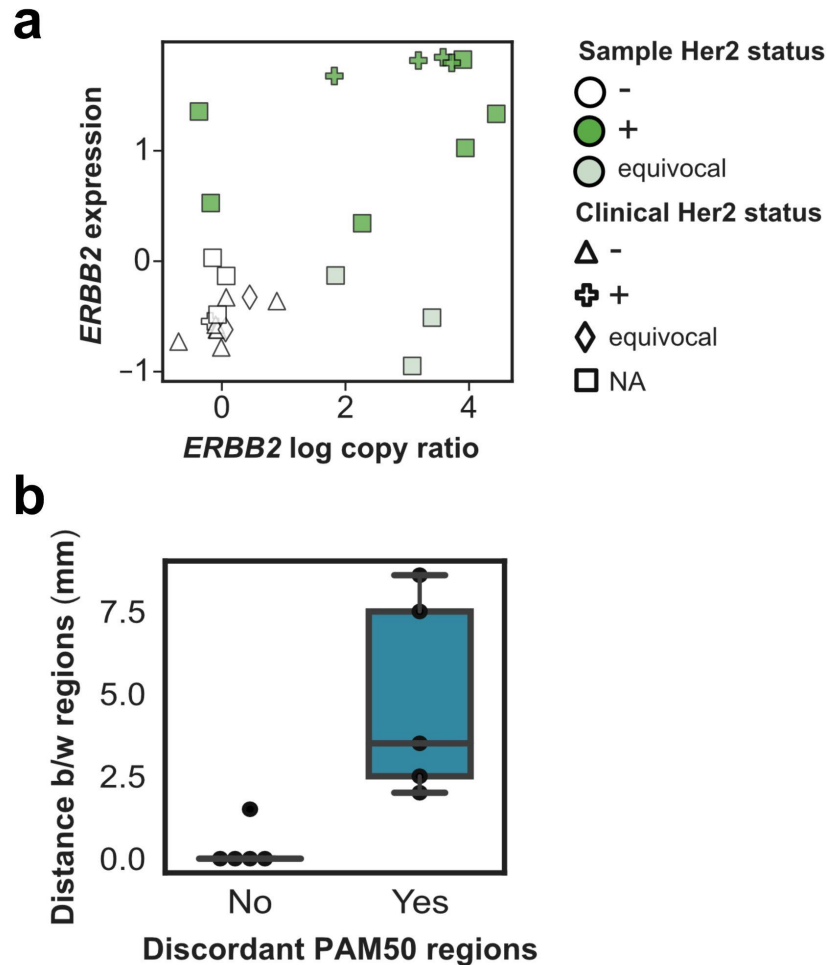 a
ERBB2 expression
1
0
−1
0 2 4
ERBB2 log copy ratio
Sample Her2 status
-
+
equivocal
Clinical Her2 status
-
+
equivocal
NA
b
Distance b/w regions (mm)
7.5
5.0
2.5
0.0
No Yes
Discordant PAM50 regions